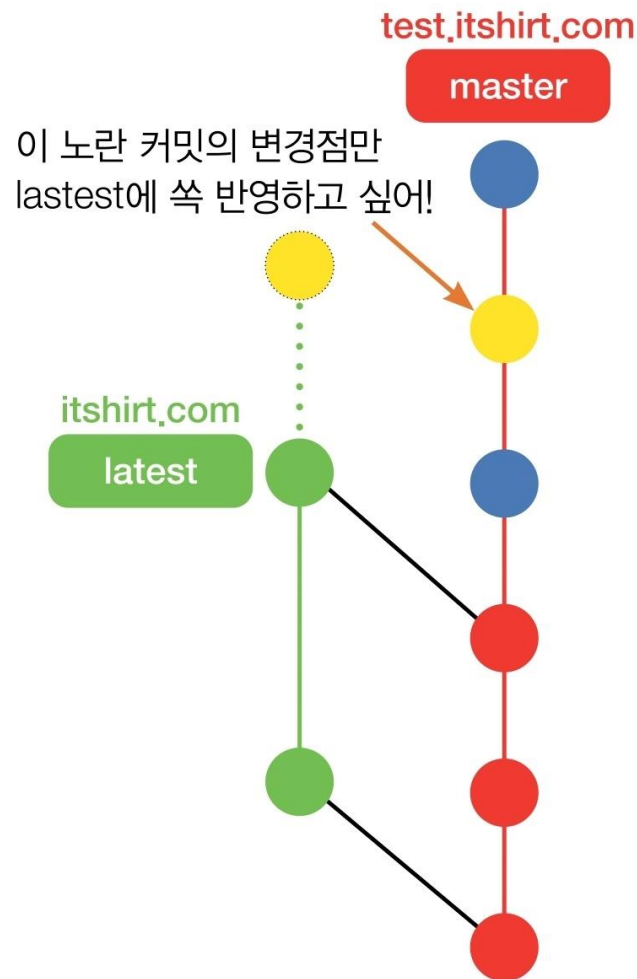 test.itshirt.com
master
이 노란 커밋의 변경점만
lastest에 쏙 반영하고 싶어!
itshirt.com
latest